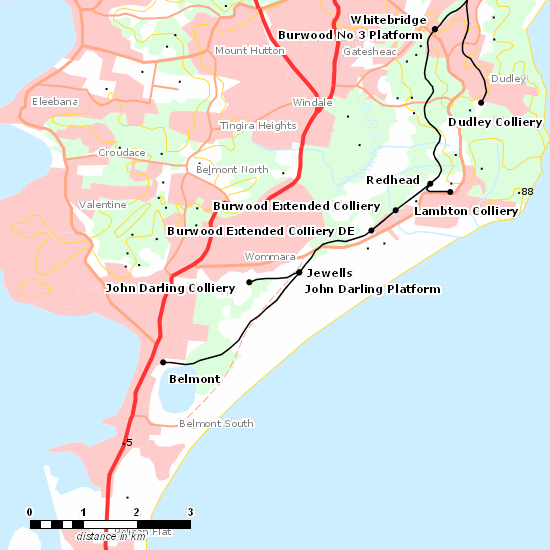 Whitebridge
Burwood No 3 Platform
Mount Hutton
Gateshead
Dudley
Eleebana
Windale
Dudley Colliery
Tingira Heights
Croudace
Belmont North
Redhead
88
Valentine
Burwood Extended Colliery
Lambton Colliery
Burwood Extended Colliery DE
Wommara
Jewells
John Darling Colliery
John Darling Platform
Belmont
Belmont South
5
0 1 2 3
Pelican Flat
distance in km